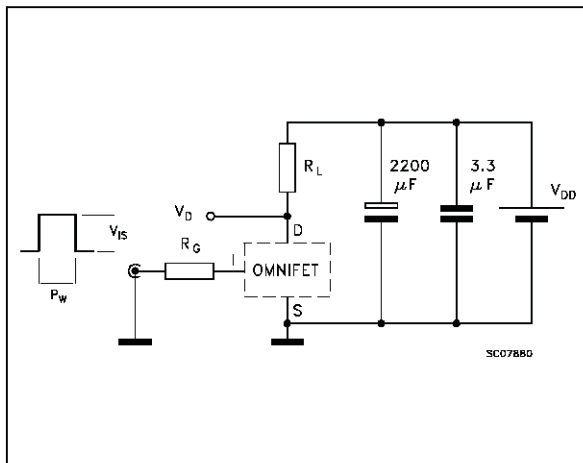 2200
μF
3.3
μF
V_DD
R_L
V_D
D
V_IS
R_G
I
OMNIFET
P_W
S
SC07880